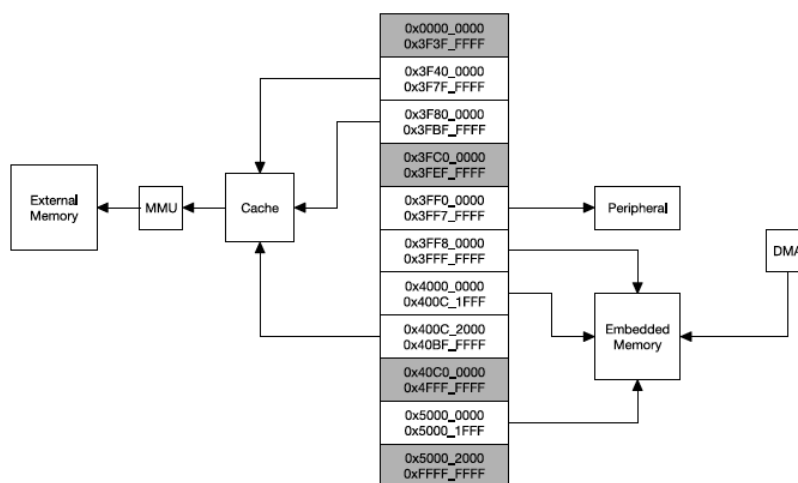 0x0000_0000
0x3F3F_FFFF
0x3F40_0000
0x3F7F_FFFF
0x3F80_0000
0x3FBF_FFFF
0x3FC0_0000
0x3FEF_FFFF
External
Memory
MMU
Cache
0x3FF0_0000
0x3FF7_FFFF
Peripheral
0x3FF8_0000
0x3FFF_FFFF
DMA
0x4000_0000
0x400C_1FFF
0x400C_2000
0x40BF_FFFF
Embedded
Memory
0x40C0_0000
0x4FFF_FFFF
0x5000_0000
0x5000_1FFF
0x5000_2000
0xFFFF_FFFF